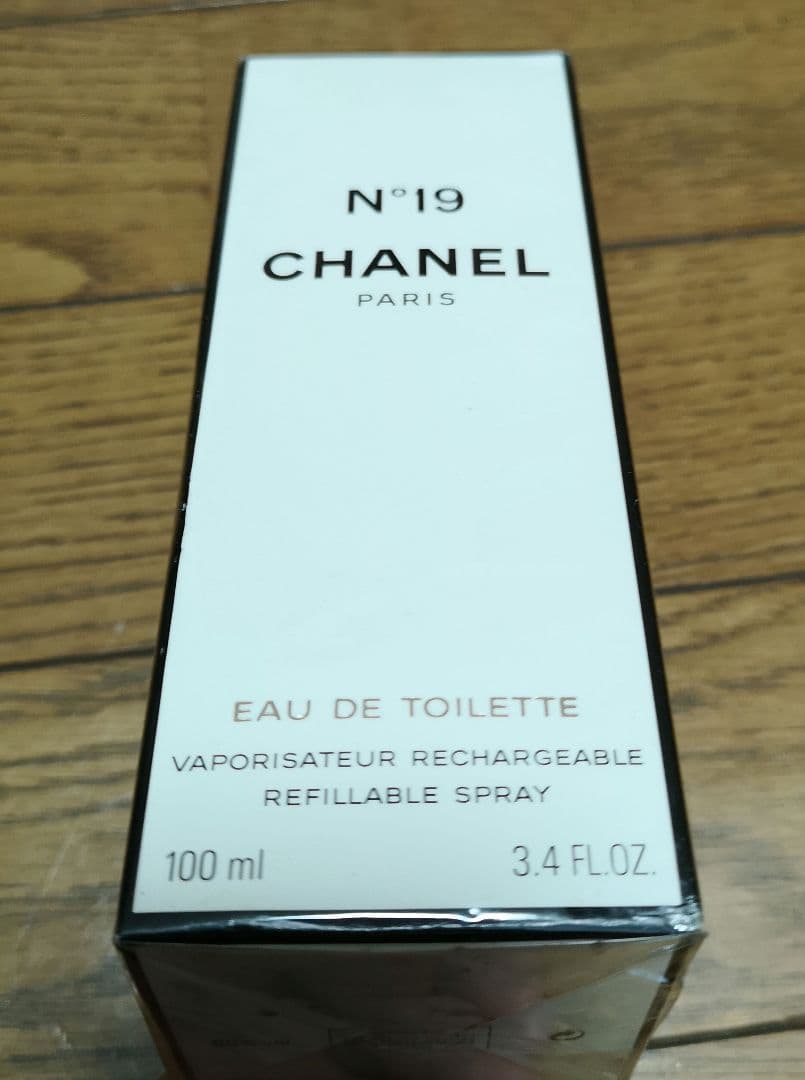 N°19
CHANEL
PARIS
EAU DE TOILETTE
VAPORISATEUR RECHARGEABLE
REFILLABLE SPRAY
100 ml 3.4 FL.OZ.